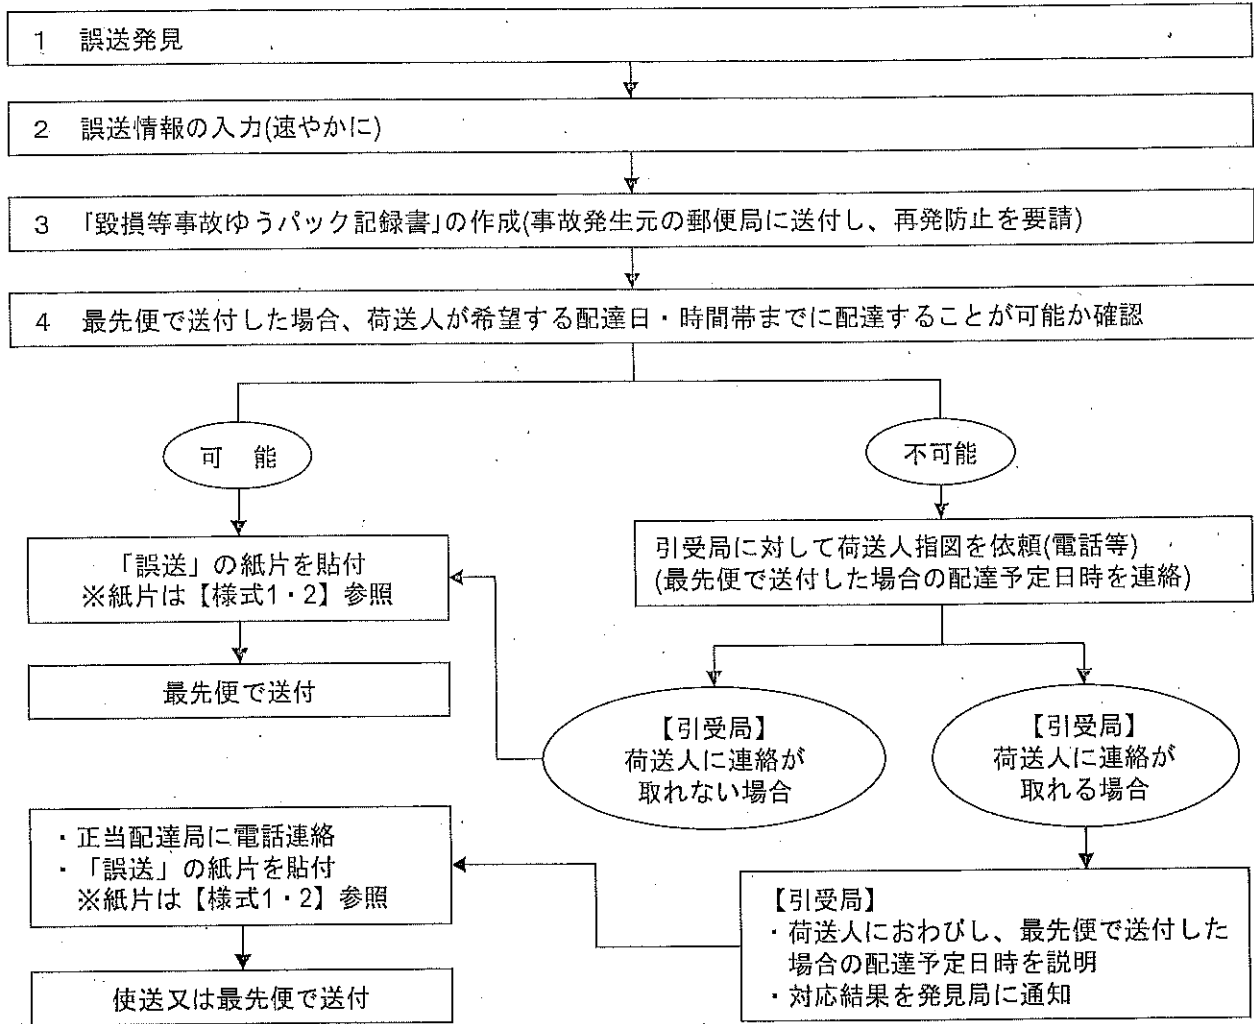 1 誤送発見
2 誤送情報の入力(速やかに)
3 「毀損等事故ゆうパック記録書」の作成(事故発生元の郵便局に送付し、再発防止を要請)
4 最先便で送付した場合、荷送人が希望する配達日・時間帯までに配達することが可能か確認
可 能
不可能
「誤送」の紙片を貼付
※紙片は【様式1・2】参照
引受局に対して荷送人指図を依頼(電話等)
(最先便で送付した場合の配達予定日時を連絡)
最先便で送付
【引受局】
荷送人に連絡が
取れない場合
【引受局】
荷送人に連絡が
取れる場合
・正当配達局に電話連絡
・「誤送」の紙片を貼付
※紙片は【様式1・2】参照
【引受局】
・荷送人におわびし、最先便で送付した
場合の配達予定日時を説明
・対応結果を発見局に通知
使送又は最先便で送付